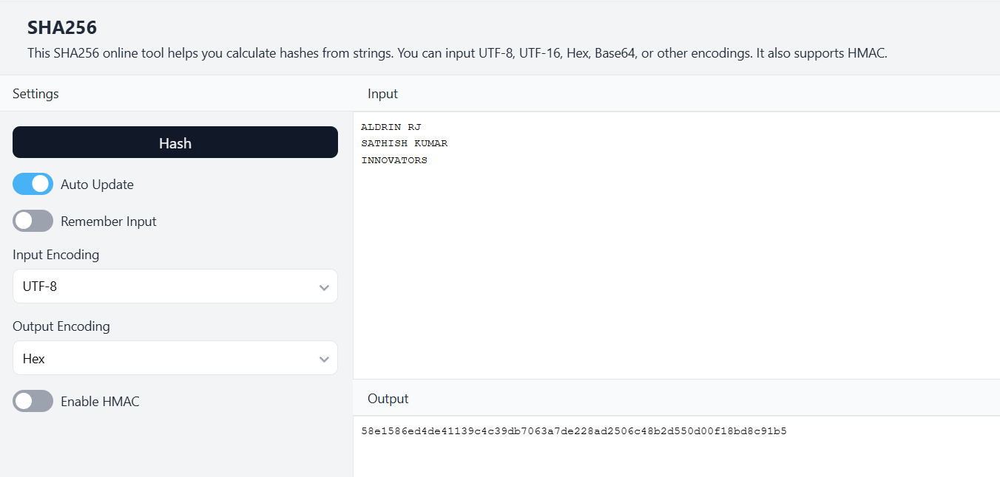 SHA256
This SHA256 online tool helps you calculate hashes from strings. You can input UTF-8, UTF-16, Hex, Base64, or other encodings. It also supports HMAC.
Settings
Input
Hash
Auto Update
Remember Input
Input Encoding
UTF-8
Output Encoding
Hex
Enable HMAC
ALDRIN RJ
SATHISH KUMAR
INNOVATORS
Output
58e1586ed4de41139c4c39db7063a7de228ad2506c48b2d550d00f18bd8c91b5